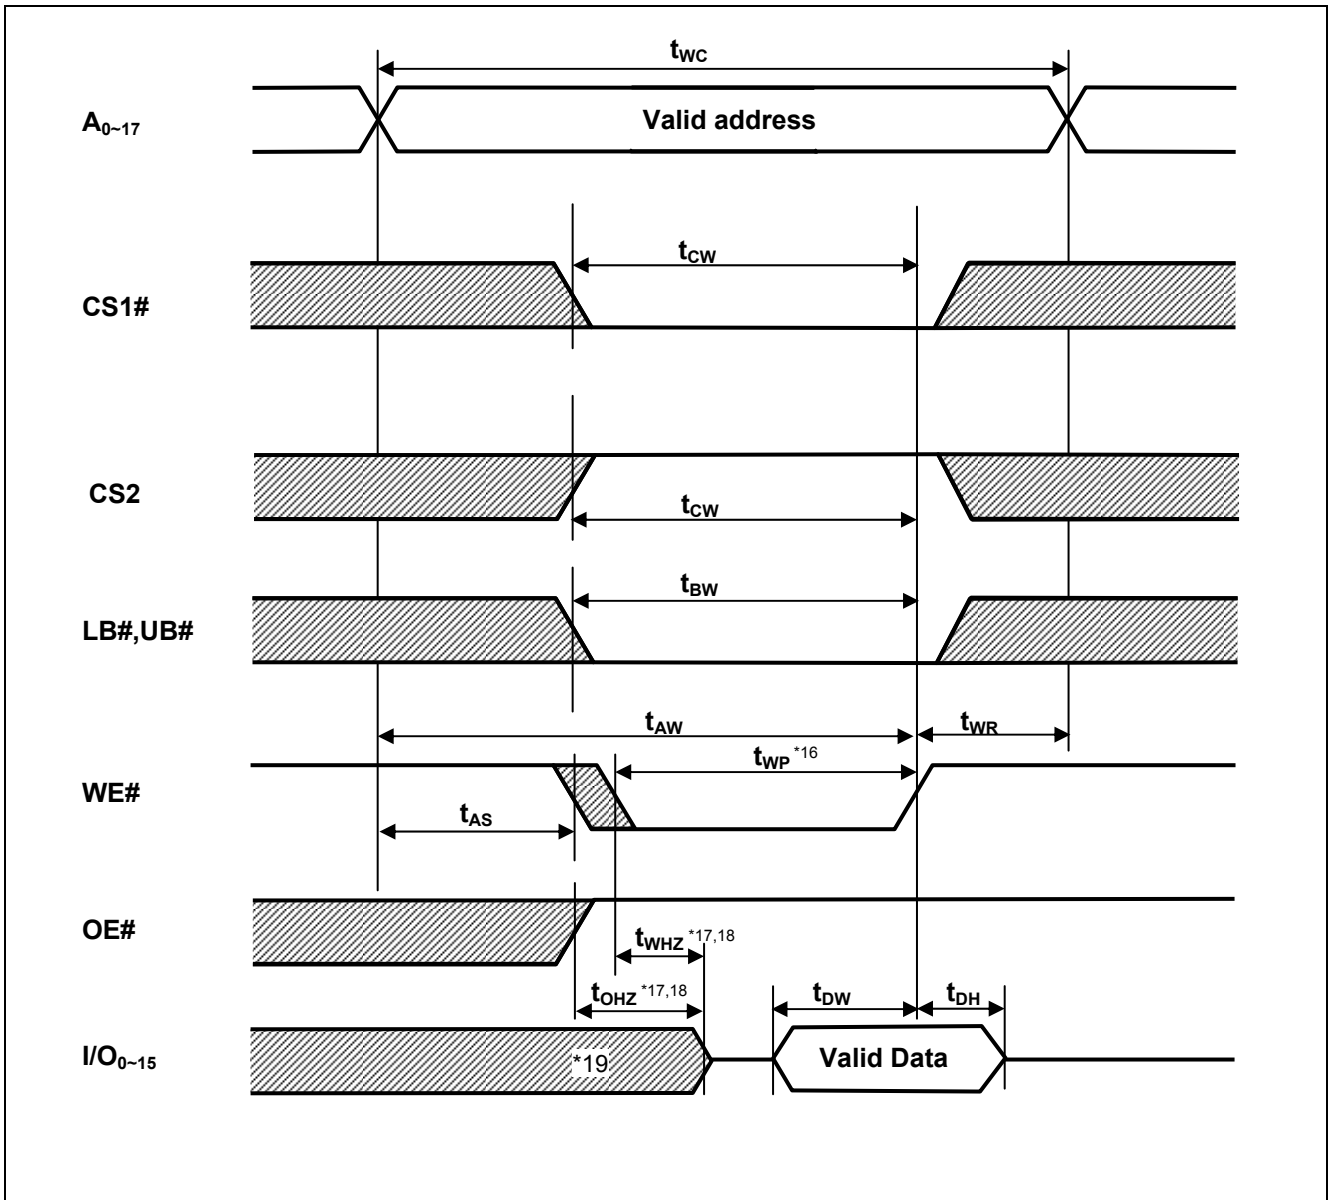 tWC
A0~17
Valid address
tCW
CS1#
CS2
tCW
tBW
LB#,UB#
tAW
tWR
tWP *16
WE#
tAS
OE#
tWHZ *17,18
tOHZ *17,18
tDW
tDH
I/O0~15
*19
Valid Data